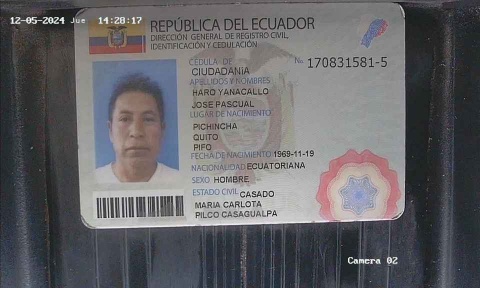 12-05-2024 Jue 14:28:17
REPÚBLICA DEL ECUADOR
DIRECCIÓN GENERAL DE REGISTRO CIVIL,
IDENTIFICACIÓN Y CEDULACIÓN
CÉDULA DE No. 170831581-5
CIUDADANIA
APELLIDOS Y NOMBRES
HARO YANACALLO
JOSE PASCUAL
LUGAR DE NACIMIENTO
PICHINCHA
QUITO
PIFO
FECHA DE NACIMIENTO 1969-11-19
NACIONALIDAD ECUATORIANA
SEXO HOMBRE
ESTADO CIVIL CASADO
MARIA CARLOTA
PILCO CASAGUALPA
Camera 02